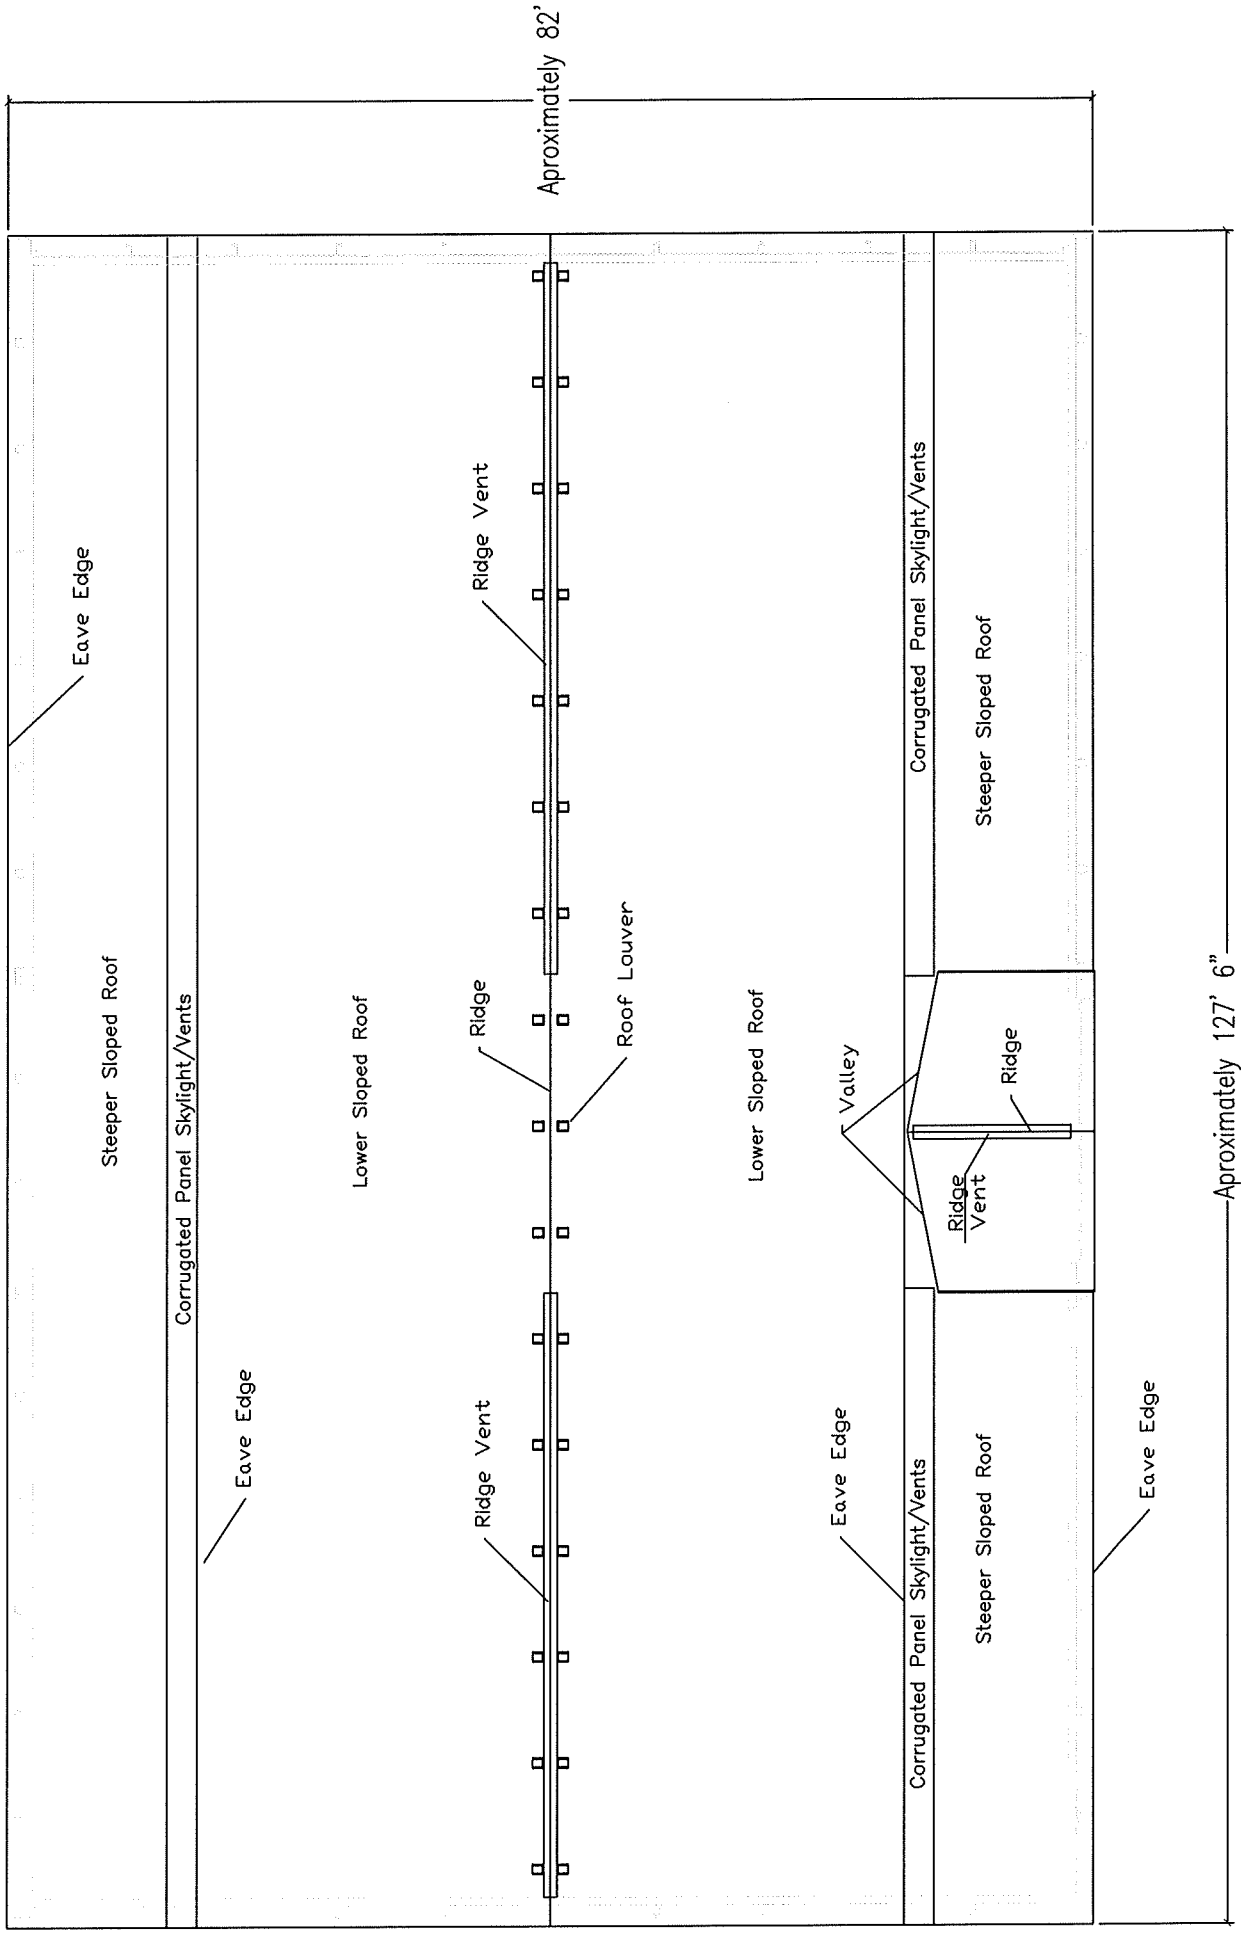 Aproximately 82'
Eave Edge
Steeper Sloped Roof
Corrugated Panel Skylight/Vents
Eave Edge
Lower Sloped Roof
Ridge Vent
Ridge
Ridge Vent
Roof Louver
Lower Sloped Roof
Eave Edge
Valley
Corrugated Panel Skylight/Vents
Corrugated Panel Skylight/Vents
Steeper Sloped Roof
Ridge
Vent
Ridge
Steeper Sloped Roof
Eave Edge
Aproximately 127' 6"